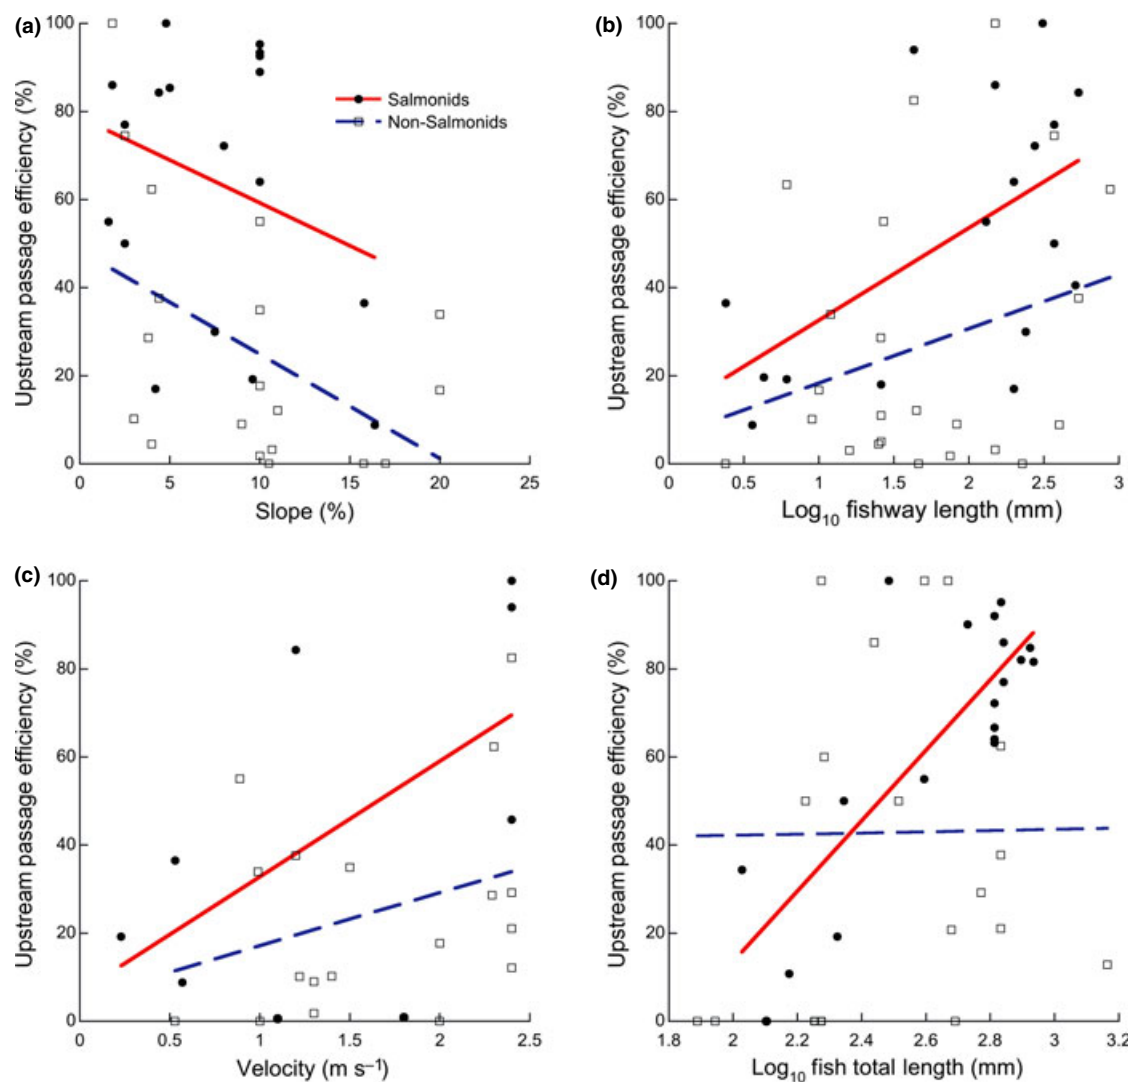 (a)
Upstream passage efficiency (%)
100
80
60
40
20
0
0 5 10 15 20 25
Slope (%)
Salmonids
Non-Salmonids
(b)
Upstream passage efficiency (%)
100
80
60
40
20
0
0 0.5 1 1.5 2 2.5 3
Log10 fishway length (mm)
(c)
Upstream passage efficiency (%)
100
80
60
40
20
0
0 0.5 1 1.5 2 2.5
Velocity (m s–1)
(d)
Upstream passage efficiency (%)
100
80
60
40
20
0
1.8 2 2.2 2.4 2.6 2.8 3 3.2
Log10 fish total length (mm)